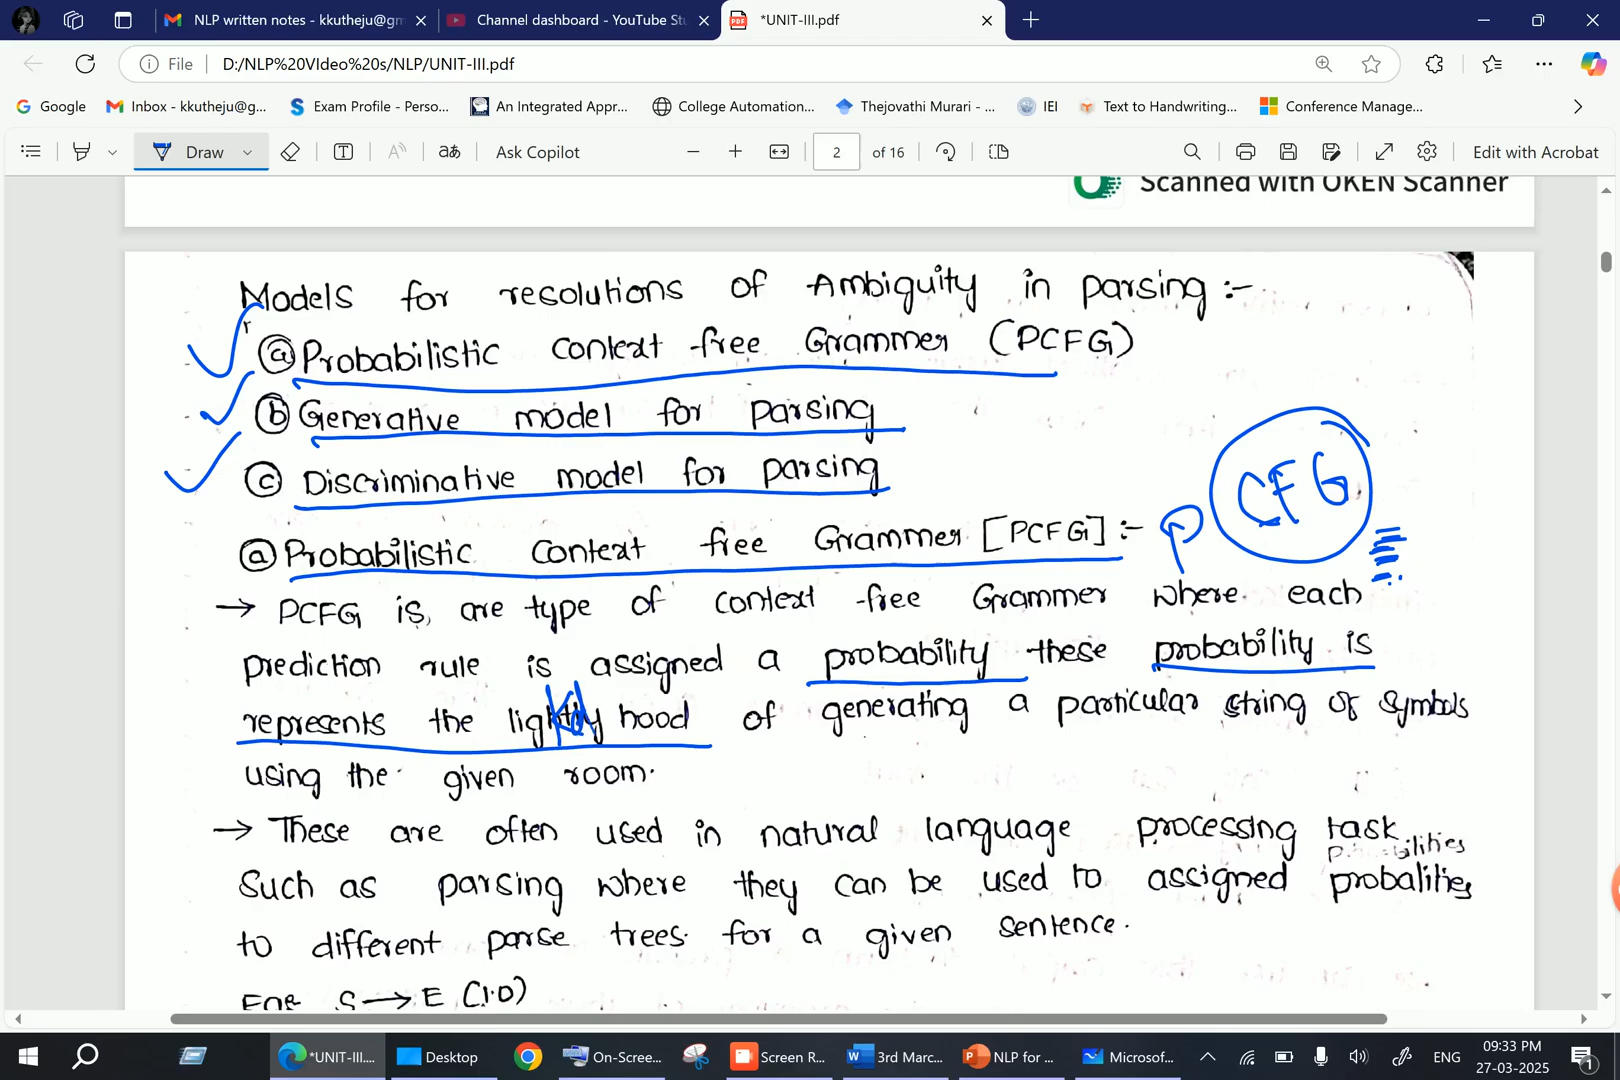 NLP written notes - kkutheju@gm
Channel dashboard - YouTube Stu
*UNIT-III.pdf
File
D:/NLP%20VIdeo%20s/NLP/UNIT-III.pdf
Google
Inbox - kkutheju@g...
Exam Profile - Perso...
An Integrated Appr...
College Automation...
Thejovathi Murari - ...
IEI
Text to Handwriting...
Conference Manage...
Draw
Ask Copilot
2
of 16
Edit with Acrobat
Scanned with OKEN Scanner
Models for resolutions of Ambiguity in parsing :-
(a) Probabilistic context-free Grammer (PCFG)
(b) Generative model for parsing
(c) Discriminative model for parsing
P CFG
(a) Probabilistic context free Grammer [PCFG] :-
→ PCFG is, are type of context-free Grammer where each
prediction rule is assigned a probability these probability is
represents the hood of generating a particular string of symbols
using the given room.
→ These are often used in natural language processing task
such as parsing where they can be used to assigned probalities
to different parse trees for a given sentence.
S → E (1.0)
*UNIT-III....
Desktop
On-Scree...
Screen R...
3rd Marc...
NLP for ...
Microsof...
ENG
09:33 PM
27-03-2025
1